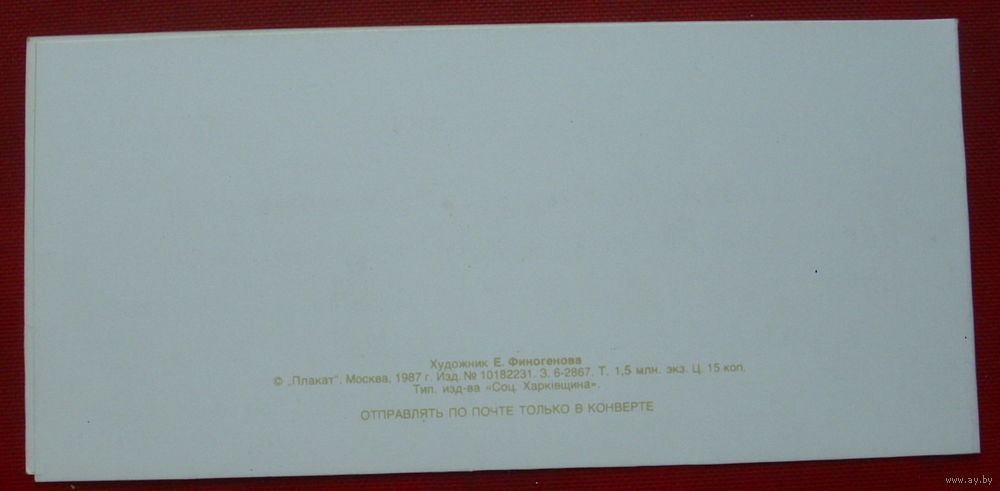 Художник Е. Финогенова
© „Плакат". Москва, 1987 г. Изд. № 10182231. З. 6-2867. Т. 1,5 млн. экз. Ц. 15 коп.
Тип. изд-ва «Соц. Харківщина».
ОТПРАВЛЯТЬ ПО ПОЧТЕ ТОЛЬКО В КОНВЕРТЕ
www.ay.by